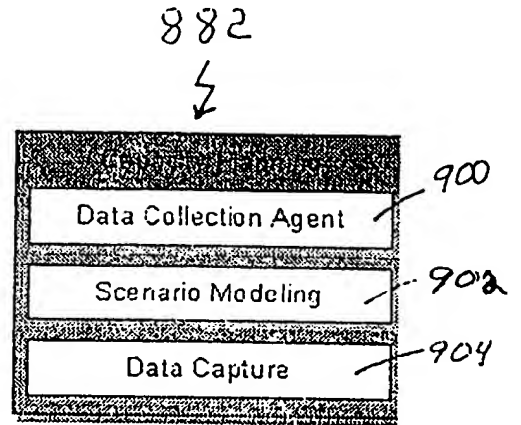 882
900
Data Collection Agent
Scenario Modeling
902
Data Capture
904